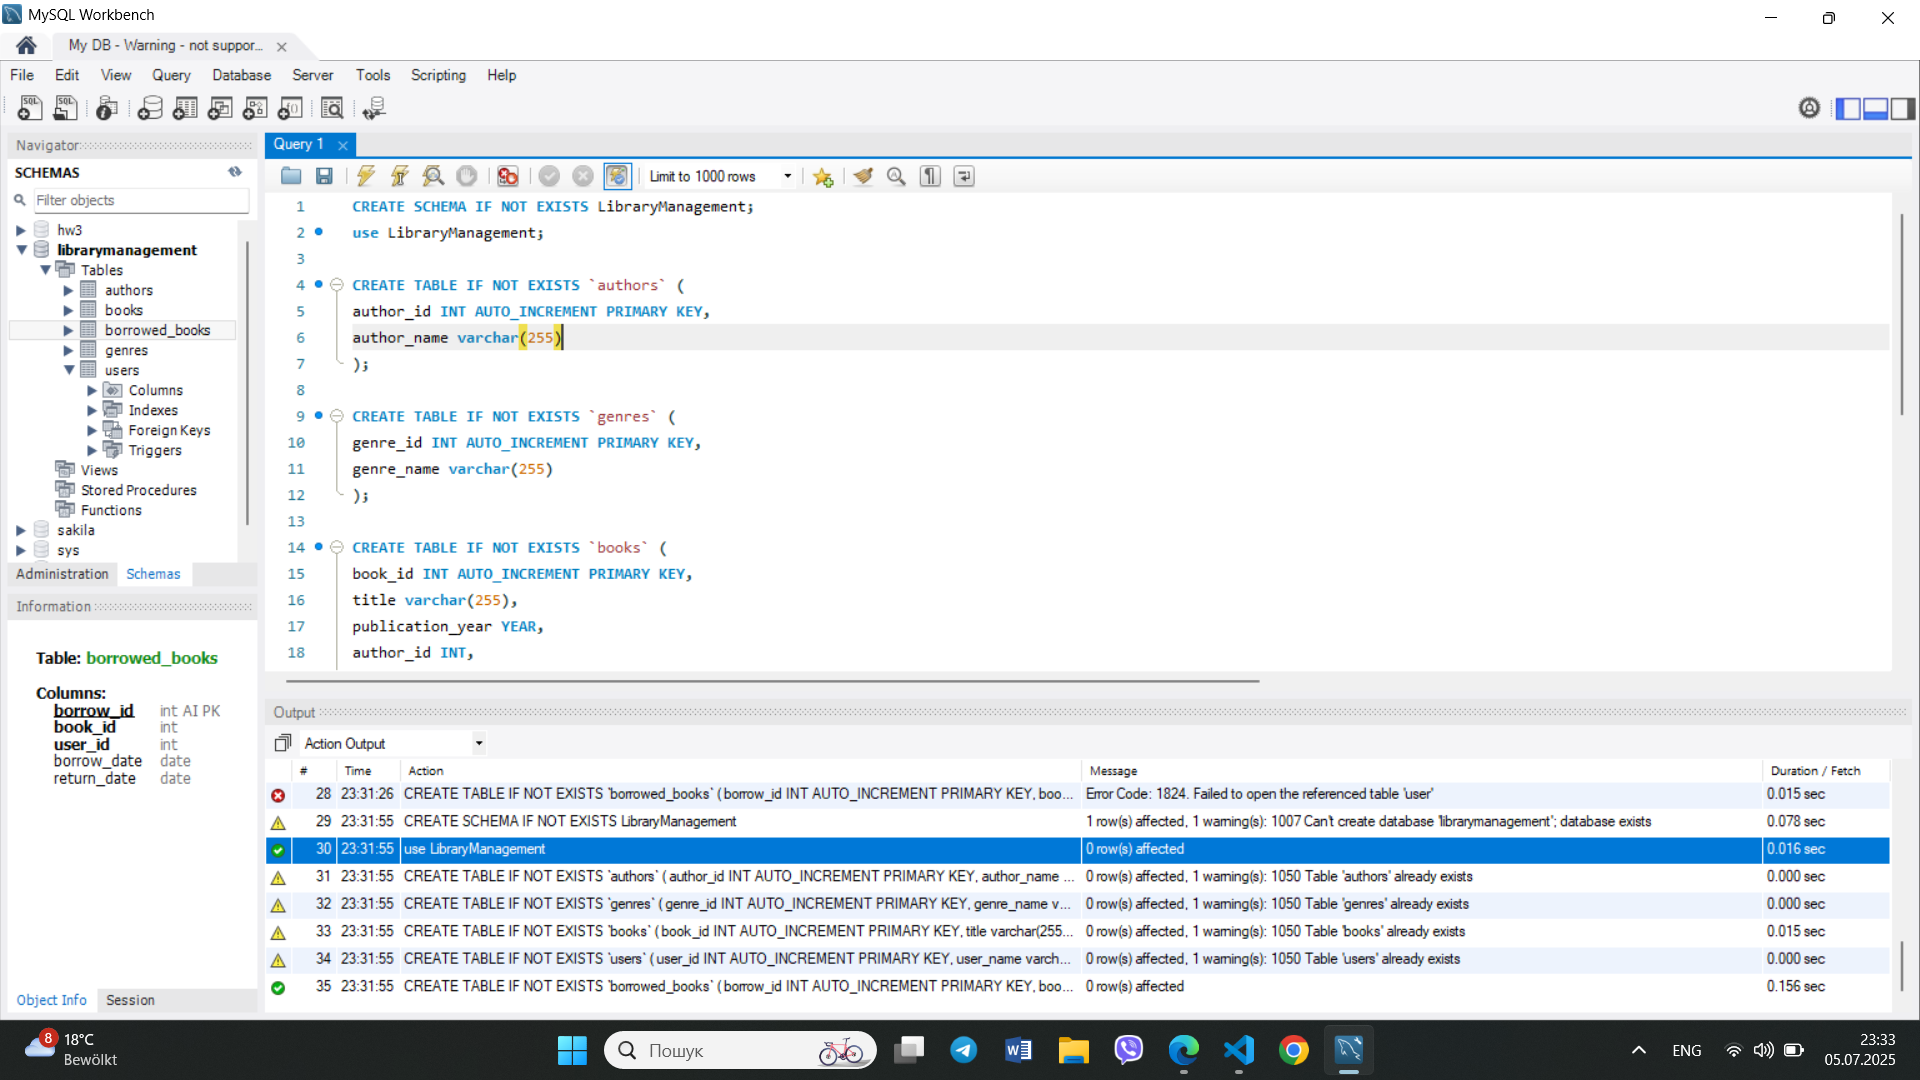 MySQL Workbench
My DB - Warning - not suppor...
File Edit View Query Database Server Tools Scripting Help
Navigator
SCHEMAS
Filter objects
hw3
librarymanagement
Tables
authors
books
borrowed_books
genres
users
Columns
Indexes
Foreign Keys
Triggers
Views
Stored Procedures
Functions
sakila
sys
Administration Schemas
Information
Table: borrowed_books
Columns:
borrow_id int AI PK
book_id int
user_id int
borrow_date date
return_date date
Object Info Session
Query 1
Limit to 1000 rows
1 CREATE SCHEMA IF NOT EXISTS LibraryManagement;
2 use LibraryManagement;
3
4 CREATE TABLE IF NOT EXISTS `authors` (
5 author_id INT AUTO_INCREMENT PRIMARY KEY,
6 author_name varchar(255)
7 );
8
9 CREATE TABLE IF NOT EXISTS `genres` (
10 genre_id INT AUTO_INCREMENT PRIMARY KEY,
11 genre_name varchar(255)
12 );
13
14 CREATE TABLE IF NOT EXISTS `books` (
15 book_id INT AUTO_INCREMENT PRIMARY KEY,
16 title varchar(255),
17 publication_year YEAR,
18 author_id INT,
Output
Action Output
# Time Action Message Duration / Fetch
28 23:31:26 CREATE TABLE IF NOT EXISTS `borrowed_books` ( borrow_id INT AUTO_INCREMENT PRIMARY KEY, boo... Error Code: 1824. Failed to open the referenced table 'user' 0.015 sec
29 23:31:55 CREATE SCHEMA IF NOT EXISTS LibraryManagement 1 row(s) affected, 1 warning(s): 1007 Can't create database 'librarymanagement'; database exists 0.078 sec
30 23:31:55 use LibraryManagement 0 row(s) affected 0.016 sec
31 23:31:55 CREATE TABLE IF NOT EXISTS `authors` ( author_id INT AUTO_INCREMENT PRIMARY KEY, author_name ... 0 row(s) affected, 1 warning(s): 1050 Table 'authors' already exists 0.000 sec
32 23:31:55 CREATE TABLE IF NOT EXISTS `genres` ( genre_id INT AUTO_INCREMENT PRIMARY KEY, genre_name v... 0 row(s) affected, 1 warning(s): 1050 Table 'genres' already exists 0.000 sec
33 23:31:55 CREATE TABLE IF NOT EXISTS `books` ( book_id INT AUTO_INCREMENT PRIMARY KEY, title varchar(255... 0 row(s) affected, 1 warning(s): 1050 Table 'books' already exists 0.015 sec
34 23:31:55 CREATE TABLE IF NOT EXISTS `users` ( user_id INT AUTO_INCREMENT PRIMARY KEY, user_name varch... 0 row(s) affected, 1 warning(s): 1050 Table 'users' already exists 0.000 sec
35 23:31:55 CREATE TABLE IF NOT EXISTS `borrowed_books` ( borrow_id INT AUTO_INCREMENT PRIMARY KEY, boo... 0 row(s) affected 0.156 sec
8
18°C
Bewölkt
Пошук
ENG
23:33
05.07.2025